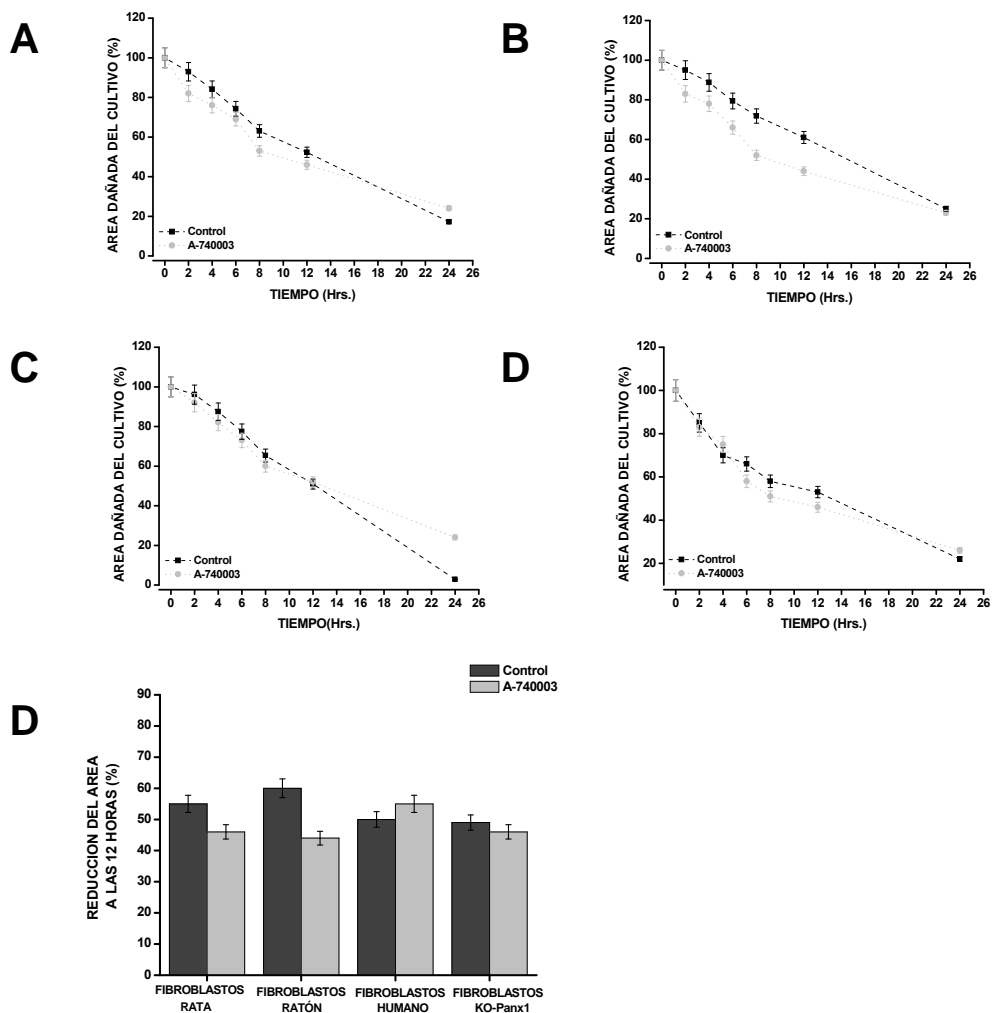 A
120
100
80
60
40
20
0
AREA DAÑADA DEL CULTIVO (%)
Control
A-740003
0 2 4 6 8 10 12 14 16 18 20 22 24 26
TIEMPO (Hrs.)
B
120
100
80
60
40
20
0
AREA DAÑADA DEL CULTIVO (%)
Control
A-740003
0 2 4 6 8 10 12 14 16 18 20 22 24 26
TIEMPO (Hrs.)
C
120
100
80
60
40
20
0
AREA DAÑADA DEL CULTIVO (%)
Control
A-740003
0 2 4 6 8 10 12 14 16 18 20 22 24 26
TIEMPO(Hrs.)
D
120
100
80
60
40
20
AREA DAÑADA DEL CULTIVO (%)
Control
A-740003
0 2 4 6 8 10 12 14 16 18 20 22 24 26
TIEMPO (Hrs.)
D
Control
A-740003
90
80
70
60
50
40
30
20
10
0
REDUCCION DEL AREA
A LAS 12 HORAS (%)
FIBROBLASTOS FIBROBLASTOS FIBROBLASTOS FIBROBLASTOS
RATA RATÓN HUMANO KO-Panx1